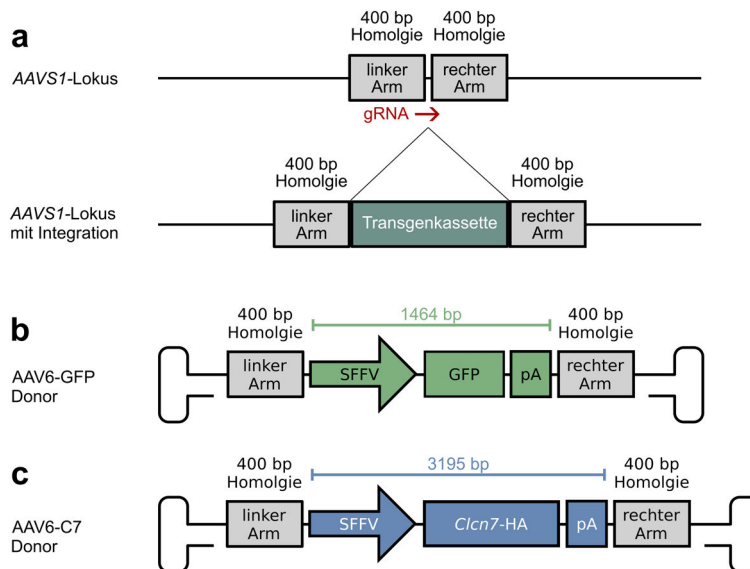 a
400 bp 400 bp
Homolgie Homolgie
AAVS1-Lokus
linker rechter
Arm Arm
gRNA →
400 bp 400 bp
Homolgie Homolgie
AAVS1-Lokus
mit Integration
linker Transgenkassette rechter
Arm Arm
b
400 bp 1464 bp 400 bp
Homolgie Homolgie
AAV6-GFP
Donor
linker SFFV GFP pA rechter
Arm Arm
c
400 bp 3195 bp 400 bp
Homolgie Homolgie
AAV6-C7
Donor
linker SFFV Clcn7-HA pA rechter
Arm Arm